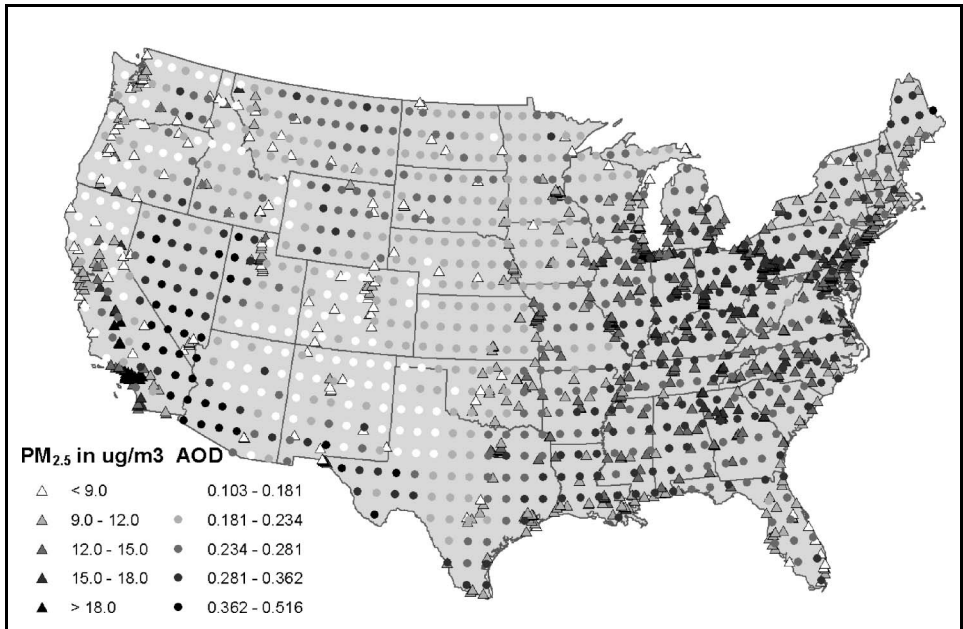 PM2.5 in ug/m3 AOD
< 9.0 0.103 - 0.181
9.0 - 12.0 0.181 - 0.234
12.0 - 15.0 0.234 - 0.281
15.0 - 18.0 0.281 - 0.362
> 18.0 0.362 - 0.516